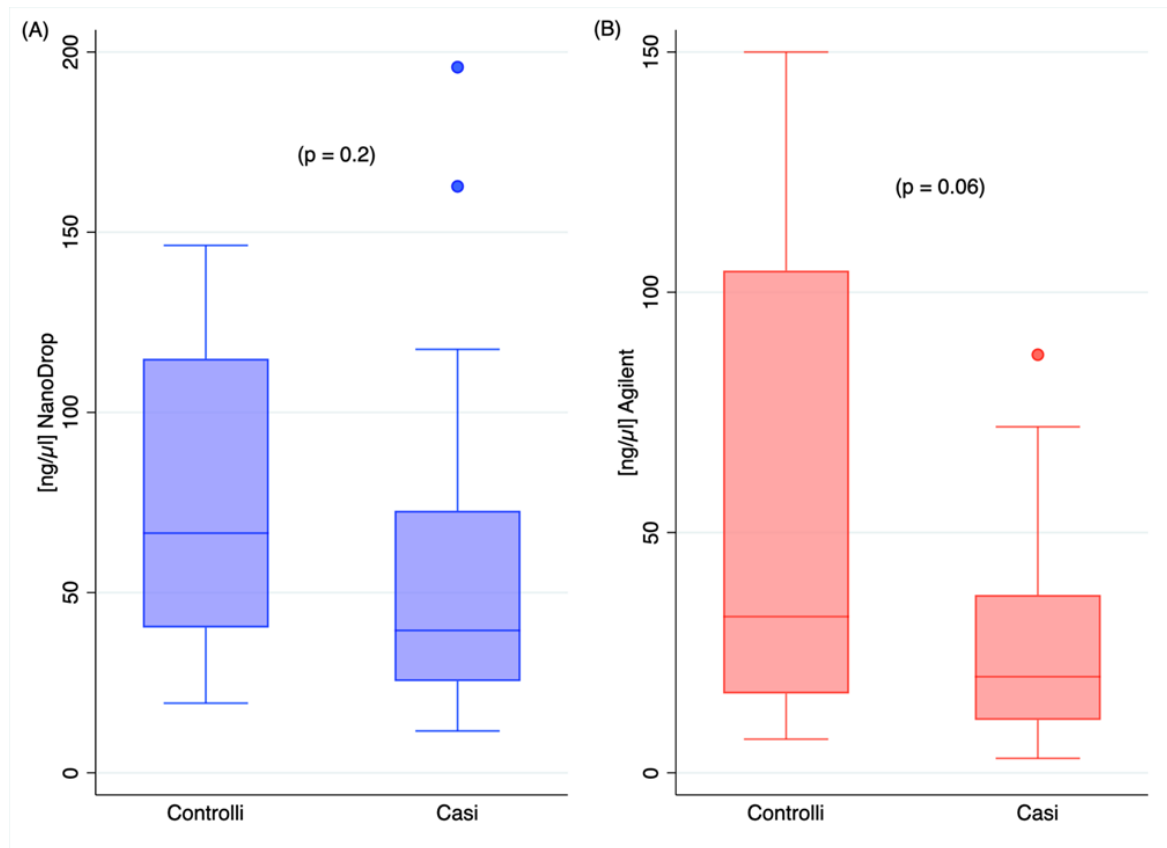 (A)
200
150
100
50
0
[ng/µl] NanoDrop
(p = 0.2)
Controlli
Casi
(B)
150
100
50
0
[ng/µl] Agilent
(p = 0.06)
Controlli
Casi